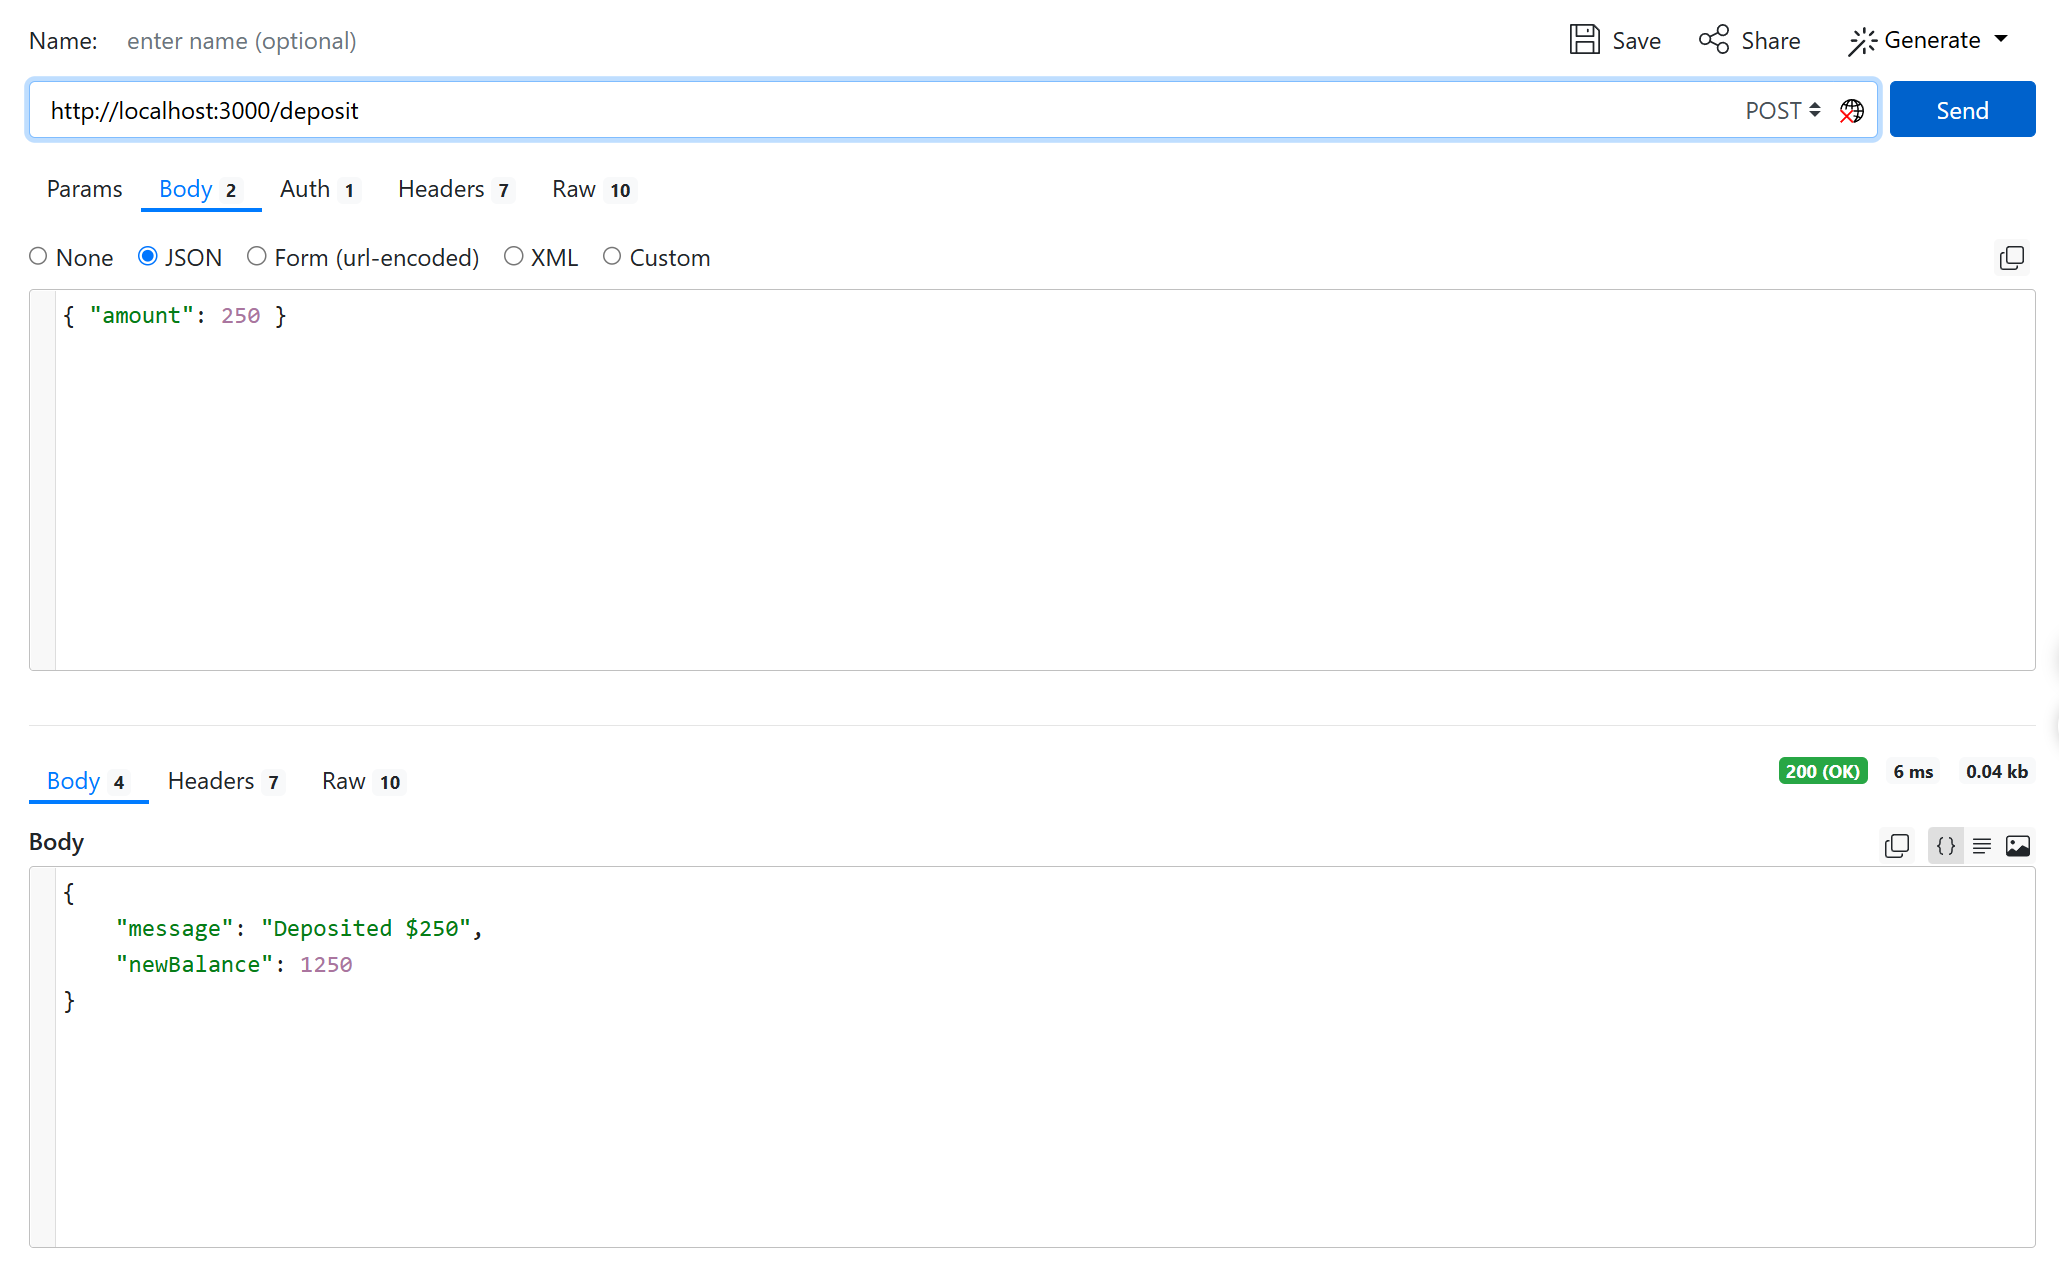 Name: enter name (optional) Save Share Generate
http://localhost:3000/deposit POST Send
Params Body 2 Auth 1 Headers 7 Raw 10
None JSON Form (url-encoded) XML Custom
{ "amount": 250 }
Body 4 Headers 7 Raw 10 200 (OK) 6 ms 0.04 kb
Body {}
{
"message": "Deposited $250",
"newBalance": 1250
}